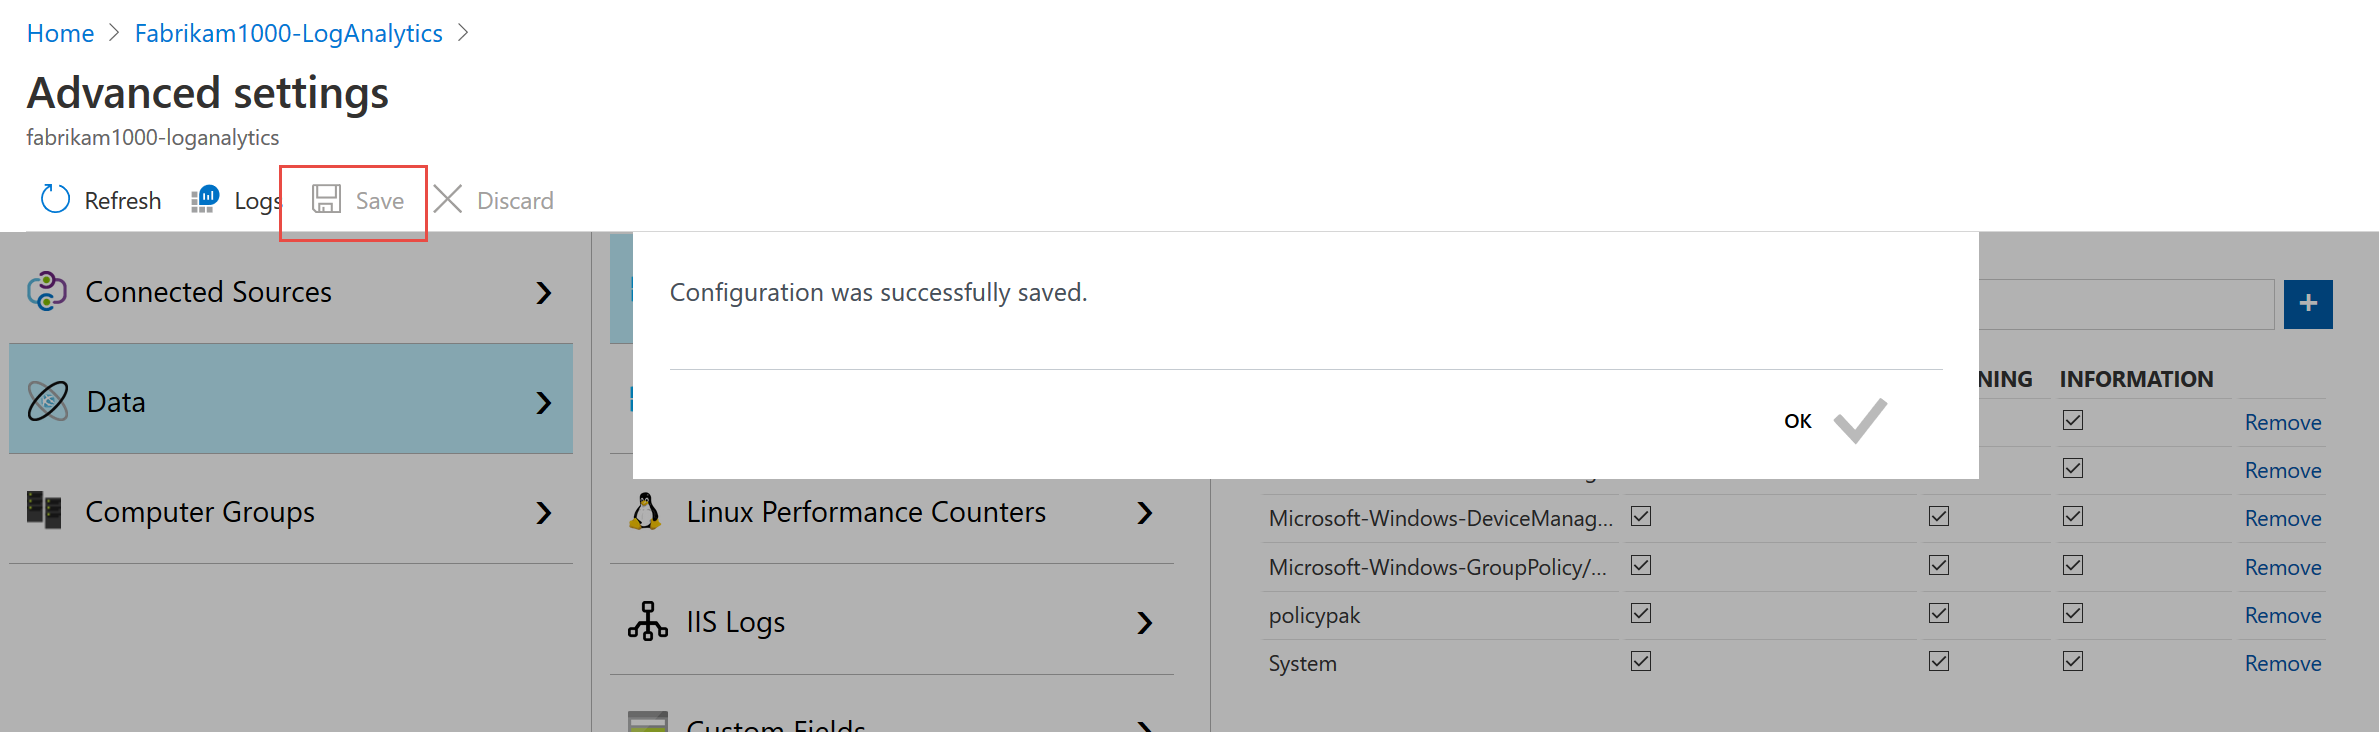 Home > Fabrikam1000-LogAnalytics >
Advanced settings
fabrikam1000-loganalytics
Refresh Logs Save Discard
Connected Sources
Data
Computer Groups
Configuration was successfully saved.
OK
Linux Performance Counters
IIS Logs
Custom Fields
+
NING INFORMATION
Remove
Remove
Microsoft-Windows-DeviceManag... Remove
Microsoft-Windows-GroupPolicy/... Remove
policypak Remove
System Remove